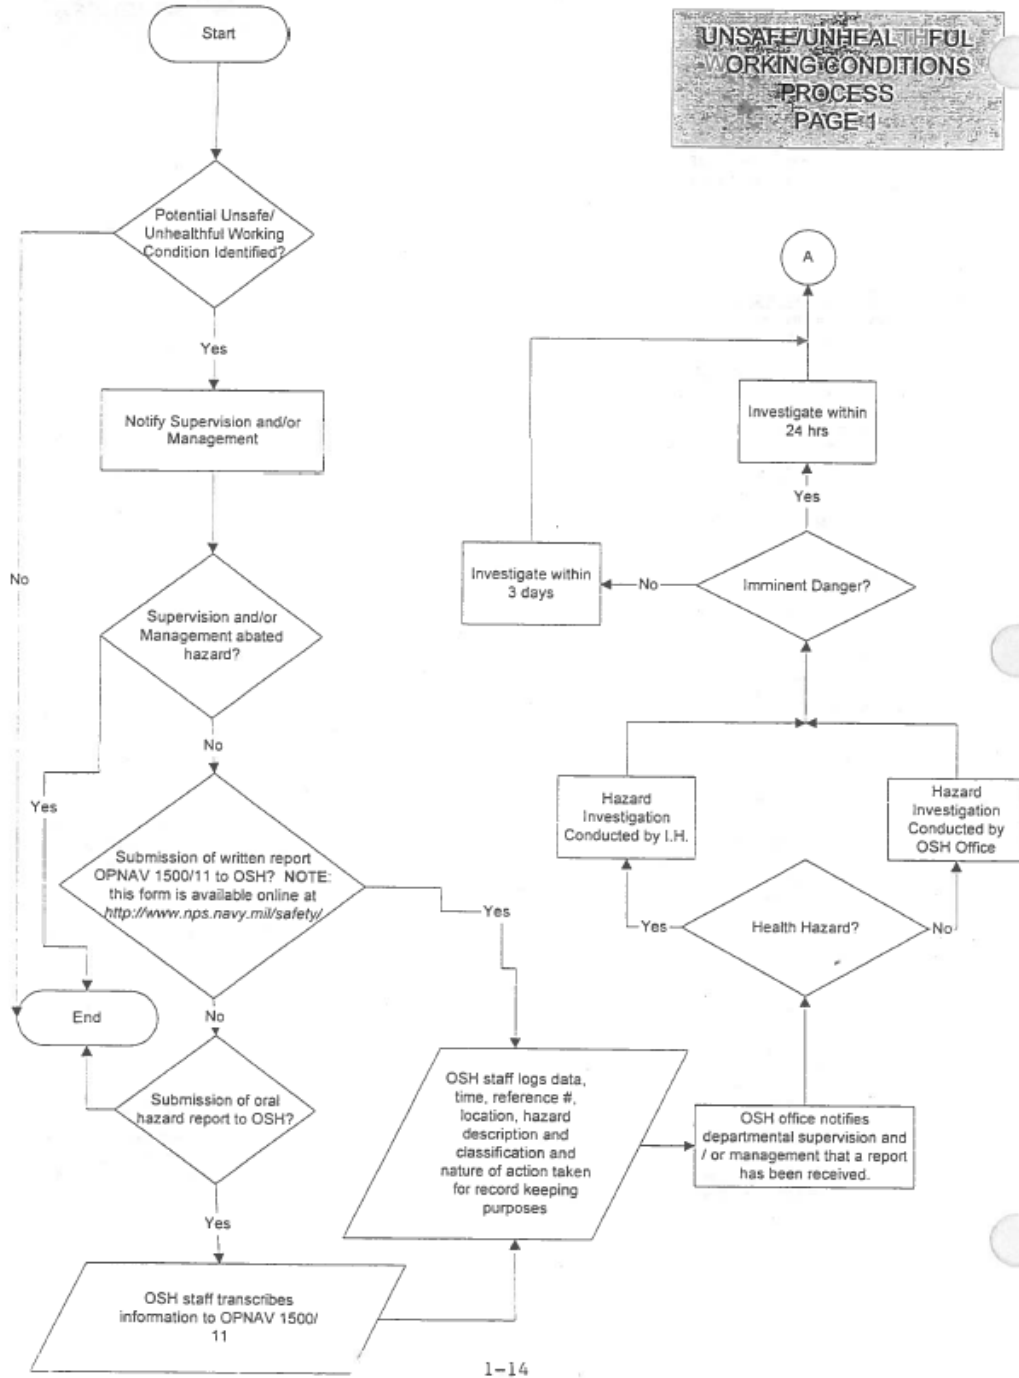 Start
UNSAFE/UNHEALTHFUL
WORKING CONDITIONS
PROCESS
PAGE 1
Potential Unsafe/
Unhealthful Working
Condition Identified?
A
Yes
Notify Supervision and/or
Management
Investigate within
24 hrs
Yes
No
Investigate within
3 days
No
Imminent Danger?
Supervision and/or
Management abated
hazard?
No
Yes
Hazard
Investigation
Conducted by I.H.
Hazard
Investigation
Conducted by
OSH Office
Submission of written report
OPNAV 1500/11 to OSH? NOTE:
this form is available online at
http://www.nps.navy.mil/safety/
Yes
Yes
Health Hazard?
No
End
No
Submission of oral
hazard report to OSH?
OSH staff logs data,
time, reference #,
location, hazard
description and
classification and
nature of action taken
for record keeping
purposes
OSH office notifies
departmental supervision and
/ or management that a report
has been received.
Yes
OSH staff transcribes
information to OPNAV 1500/
11
1-14